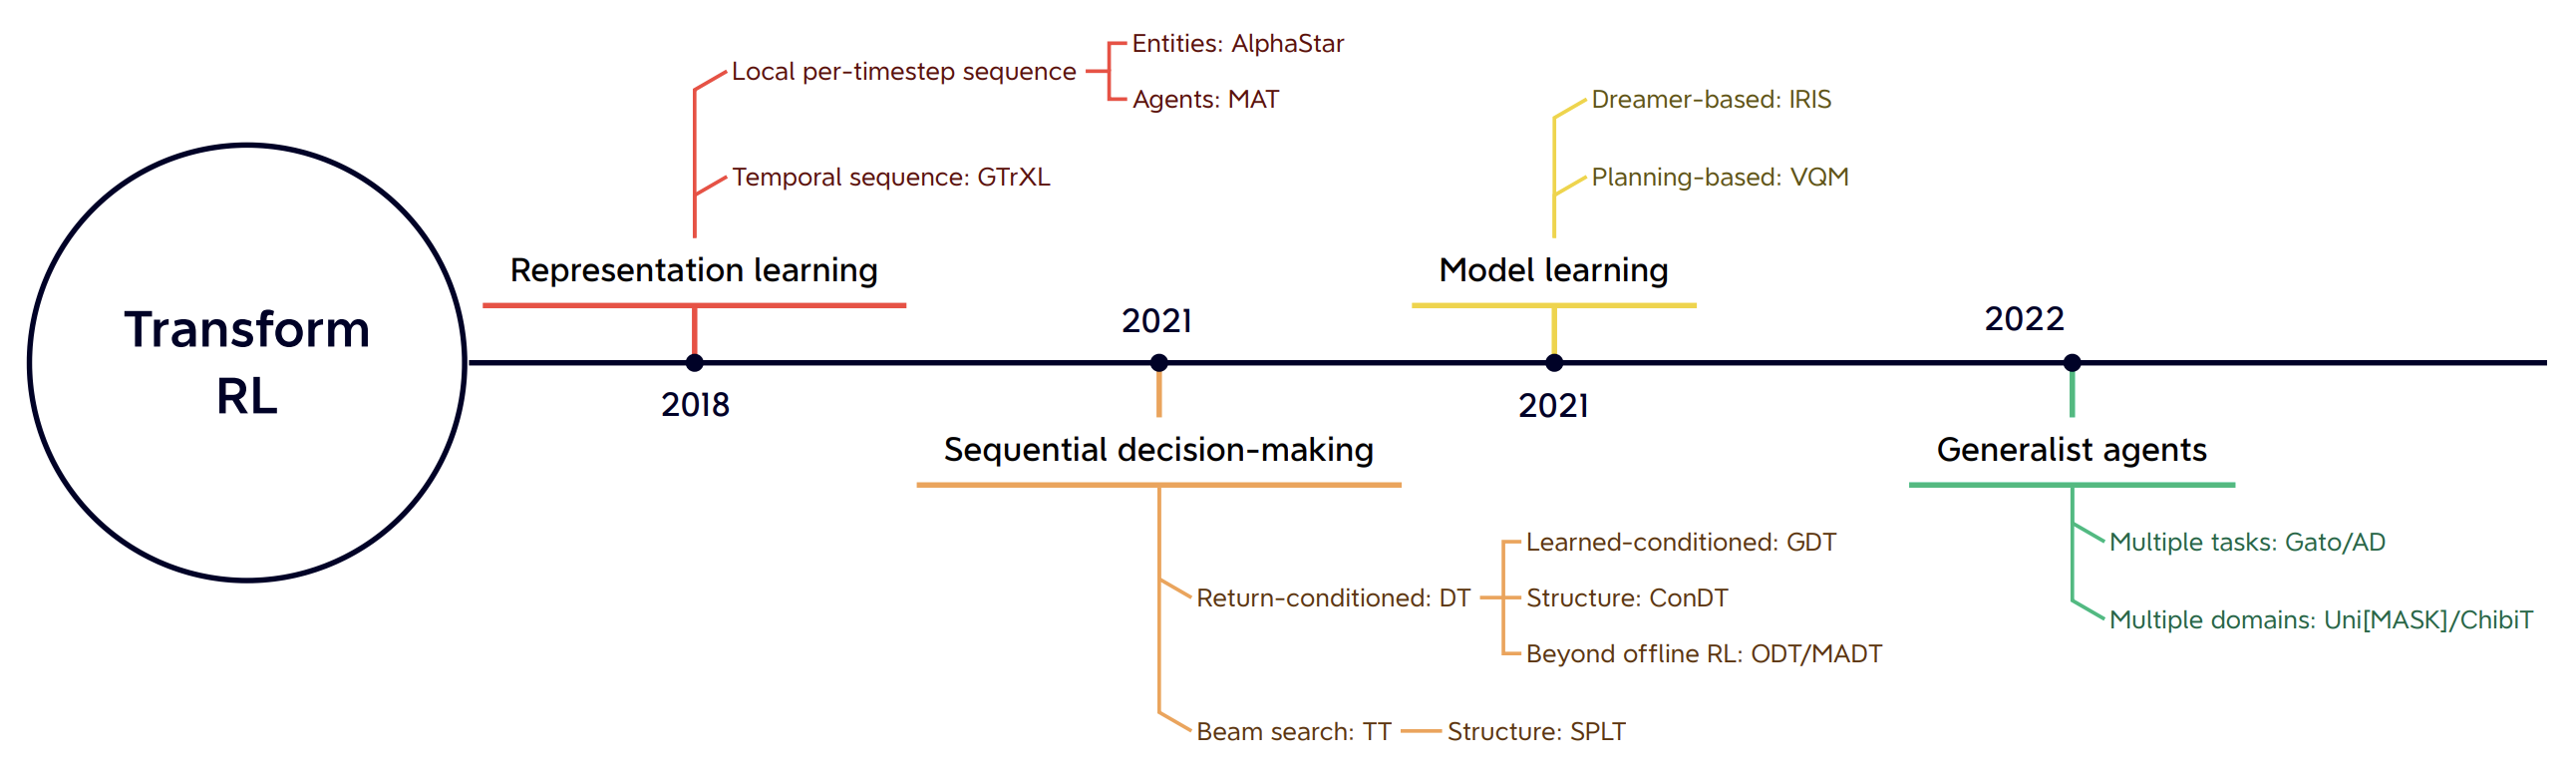 Transform
RL
Representation learning
2018
Local per-timestep sequence
Entities: AlphaStar
Agents: MAT
Temporal sequence: GTrXL
2021
Sequential decision-making
Return-conditioned: DT
Learned-conditioned: GDT
Structure: ConDT
Beyond offline RL: ODT/MADT
Beam search: TT
Structure: SPLT
Model learning
2021
Dreamer-based: IRIS
Planning-based: VQM
2022
Generalist agents
Multiple tasks: Gato/AD
Multiple domains: Uni[MASK]/ChibiT